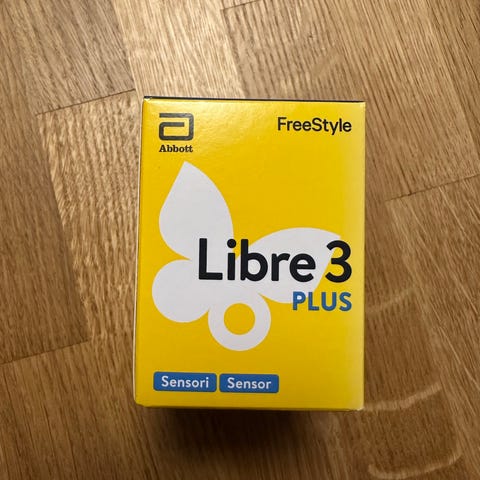 Abbott
FreeStyle
Libre 3
PLUS
Sensori Sensor